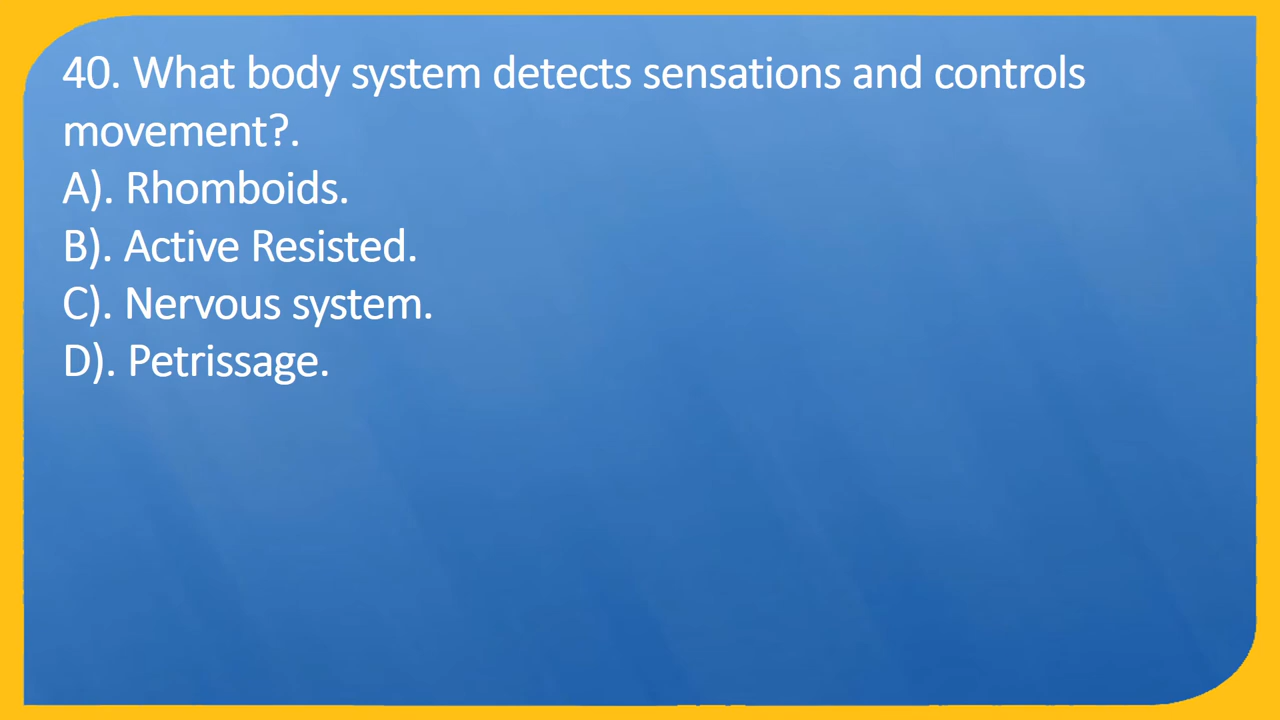 40. What body system detects sensations and controls
movement?.
A). Rhomboids.
B). Active Resisted.
C). Nervous system.
D). Petrissage.